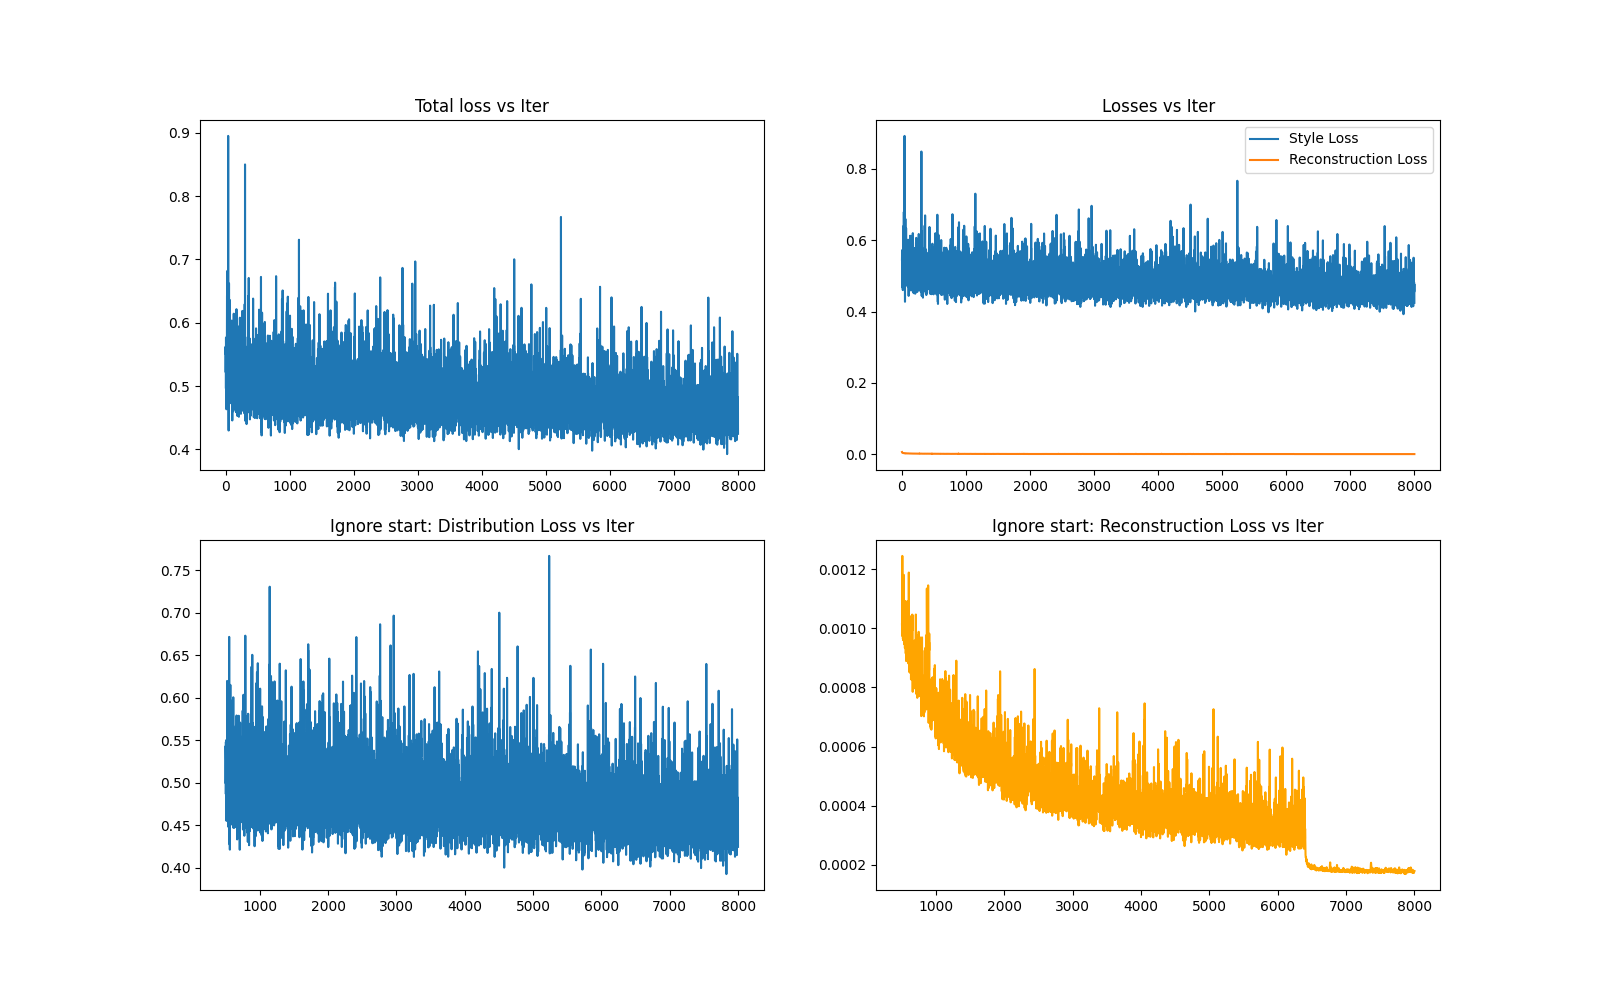 Total loss vs Iter
0.9
0.8
0.7
0.6
0.5
0.4
0 1000 2000 3000 4000 5000 6000 7000 8000
Losses vs Iter
Style Loss
Reconstruction Loss
0.8
0.6
0.4
0.2
0.0
0 1000 2000 3000 4000 5000 6000 7000 8000
Ignore start: Distribution Loss vs Iter
0.75
0.70
0.65
0.60
0.55
0.50
0.45
0.40
1000 2000 3000 4000 5000 6000 7000 8000
Ignore start: Reconstruction Loss vs Iter
0.0012
0.0010
0.0008
0.0006
0.0004
0.0002
1000 2000 3000 4000 5000 6000 7000 8000